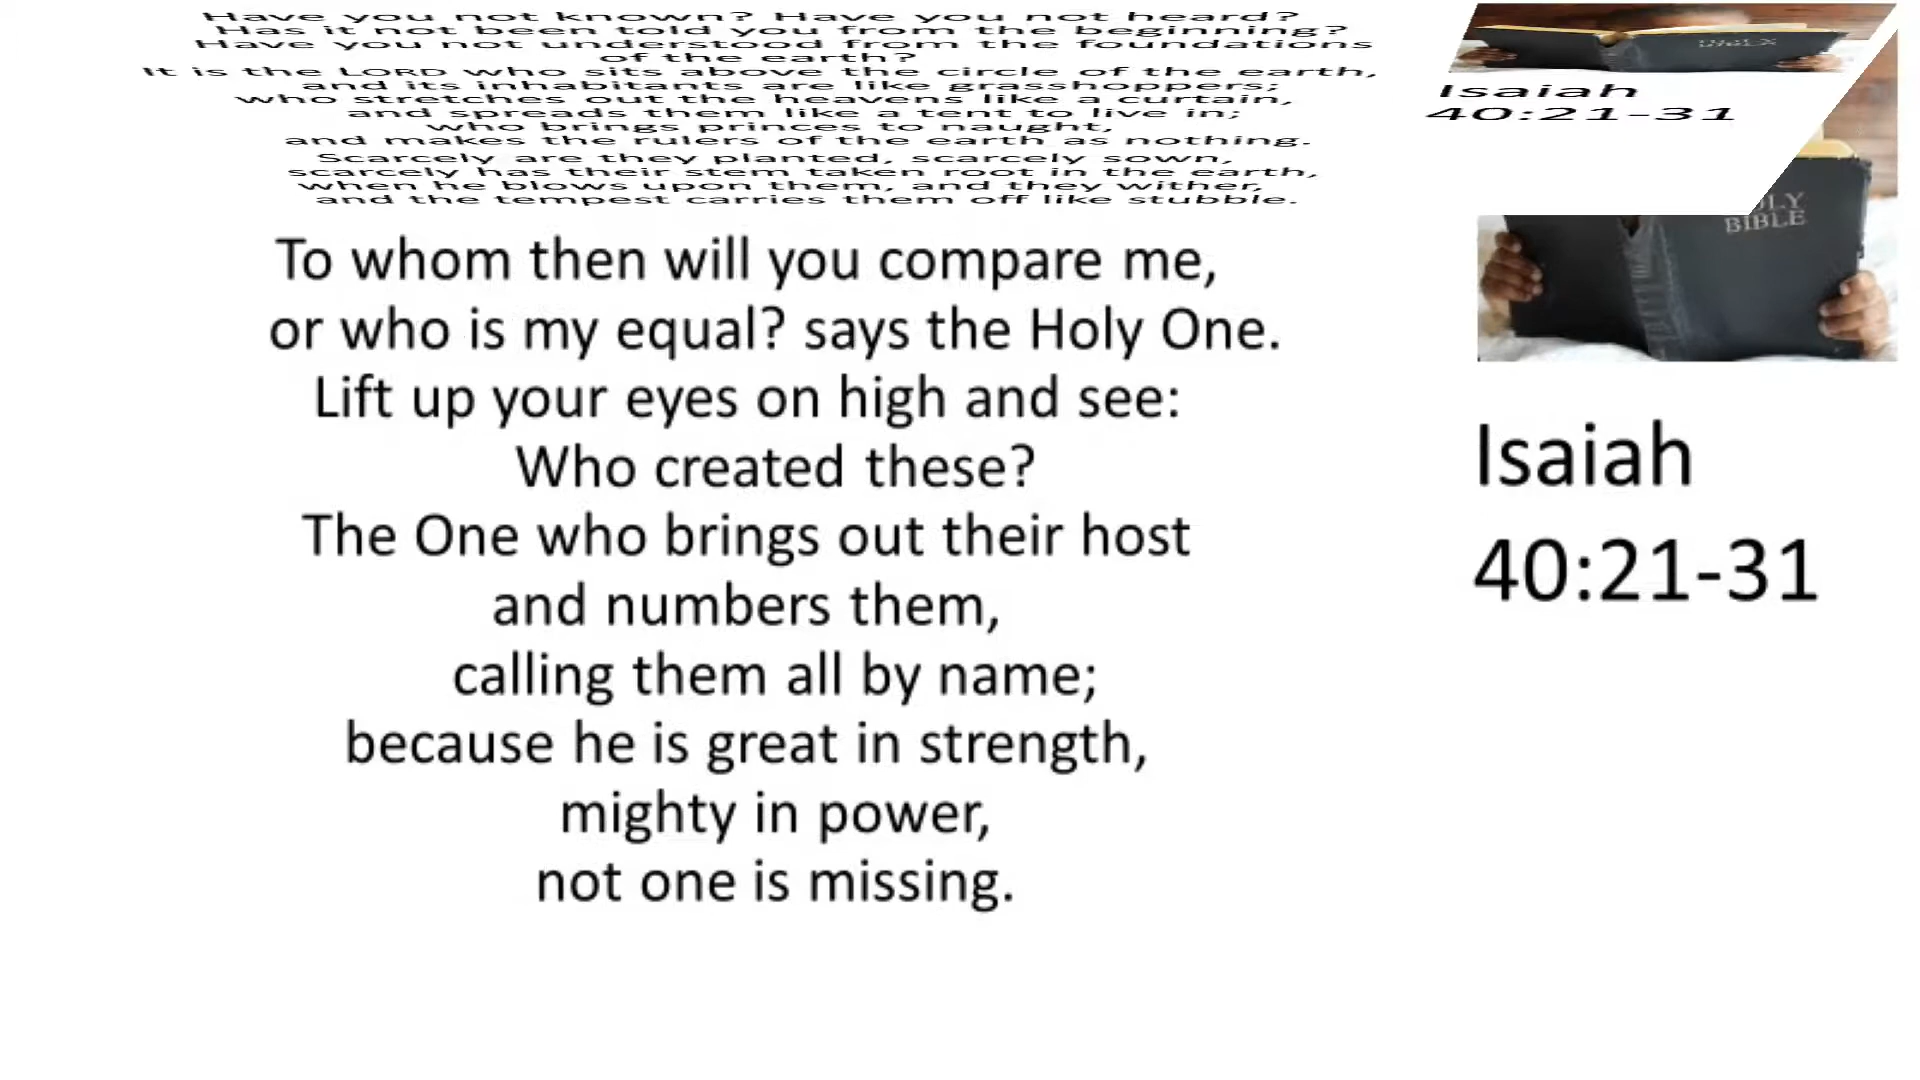 Have you not known? Have you not heard?
Has it not been told you from the beginning?
Have you not understood from the foundations
of the earth?
It is the LORD who sits above the circle of the earth,
and its inhabitants are like grasshoppers;
who stretches out the heavens like a curtain,
and spreads them like a tent to live in;
who brings princes to naught,
and makes the rulers of the earth as nothing.
Scarcely are they planted, scarcely sown,
scarcely has their stem taken root in the earth,
when he blows upon them, and they wither,
and the tempest carries them off like stubble.
Isaiah
40:21-31
To whom then will you compare me,
or who is my equal? says the Holy One.
Lift up your eyes on high and see:
Who created these?
The One who brings out their host
and numbers them,
calling them all by name;
because he is great in strength,
mighty in power,
not one is missing.
HOLY
BIBLE
Isaiah
40:21-31